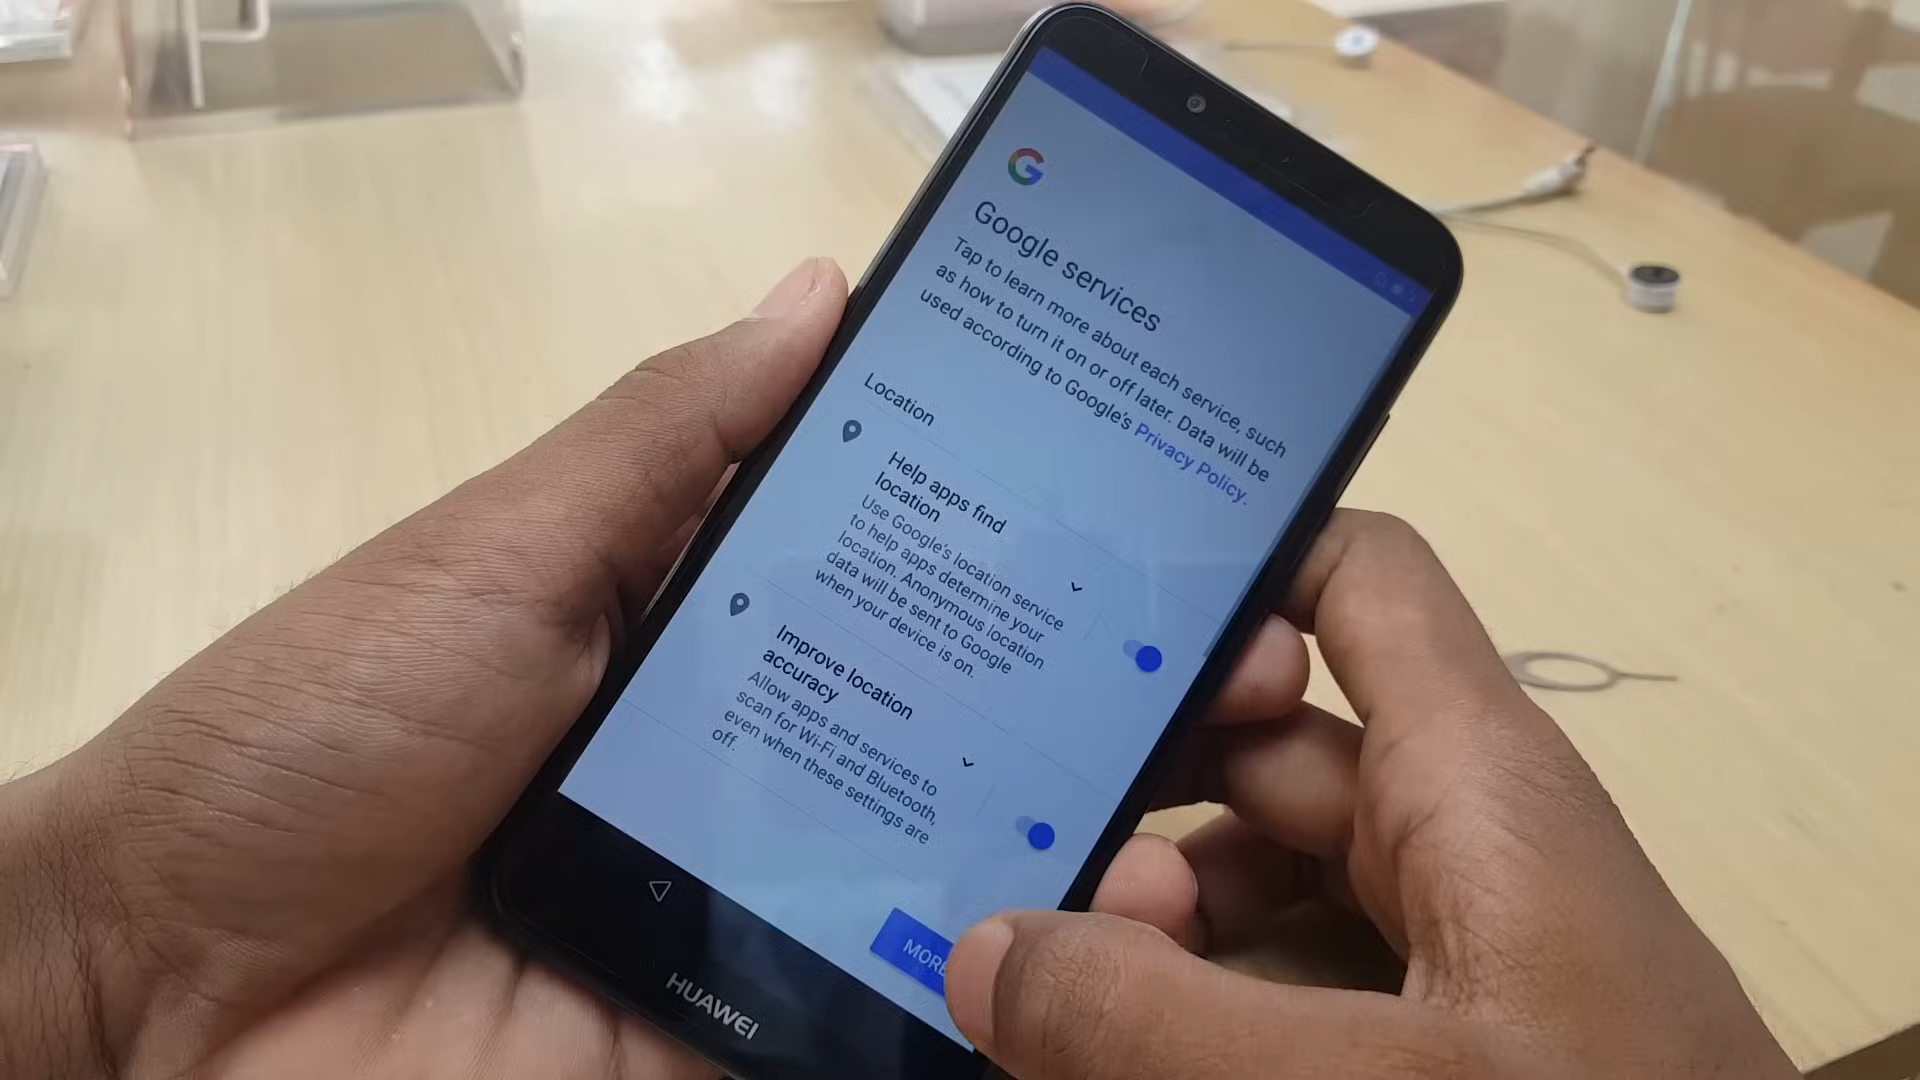 Google services
Tap to learn more about each service, such
as how to turn it on or off later. Data will be
used according to Google's Privacy Policy.
Location
Help apps find
location
Use Google's location service
to help apps determine your
location. Anonymous location
data will be sent to Google
when your device is on.
Improve location
accuracy
Allow apps and services to
scan for Wi-Fi and Bluetooth,
even when these settings are
off.
MORE
HUAWEI